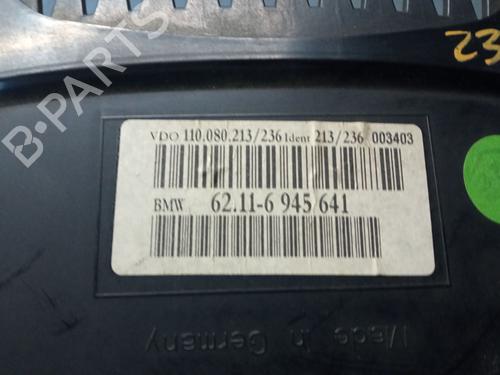 B-PARTS
23
VDO 110.080.213/236 Ident 213/236 003403
BMW 62.11-6 945 641
Made in Germany